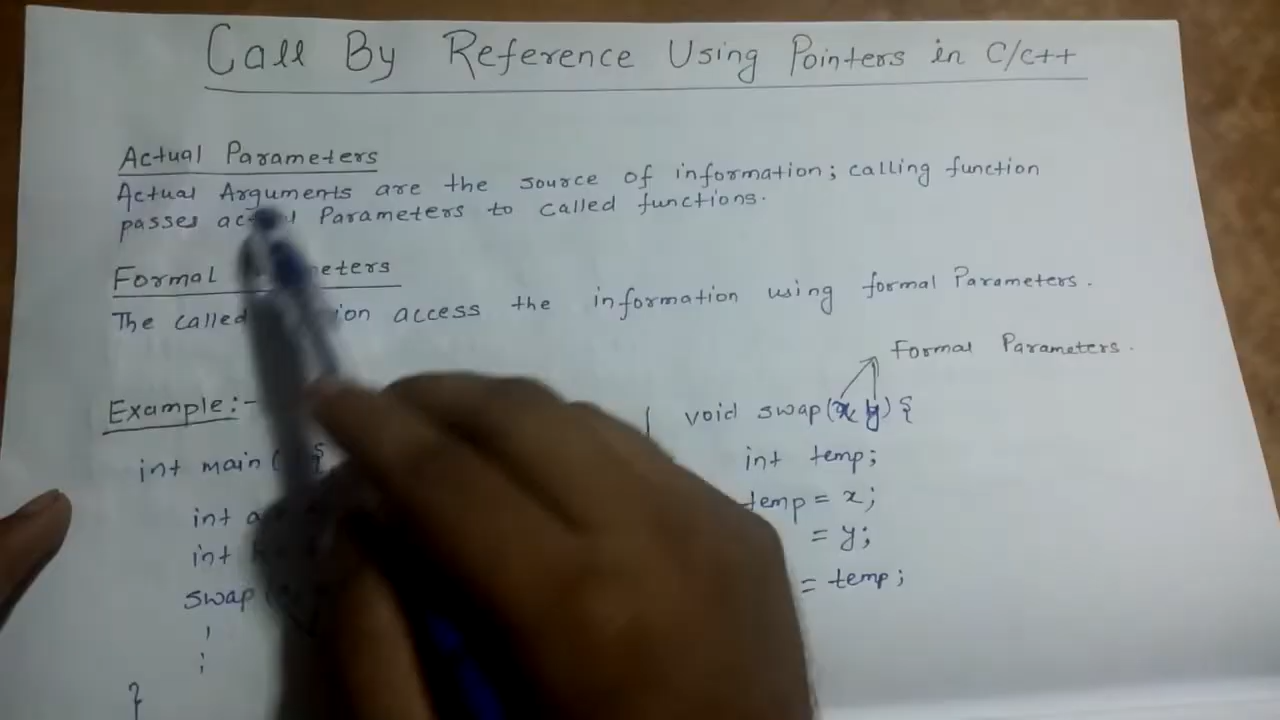 Call By Reference Using Pointers in C/C++
Actual Parameters
Actual Arguments are the source of information; calling function
passes Parameters to called functions.
Formal
The called access the information using formal Parameters.
Formal Parameters.
Example:-
void swap(x y){
int main( {
int temp;
int
temp = x;
int
= y;
swap(
= temp;
}